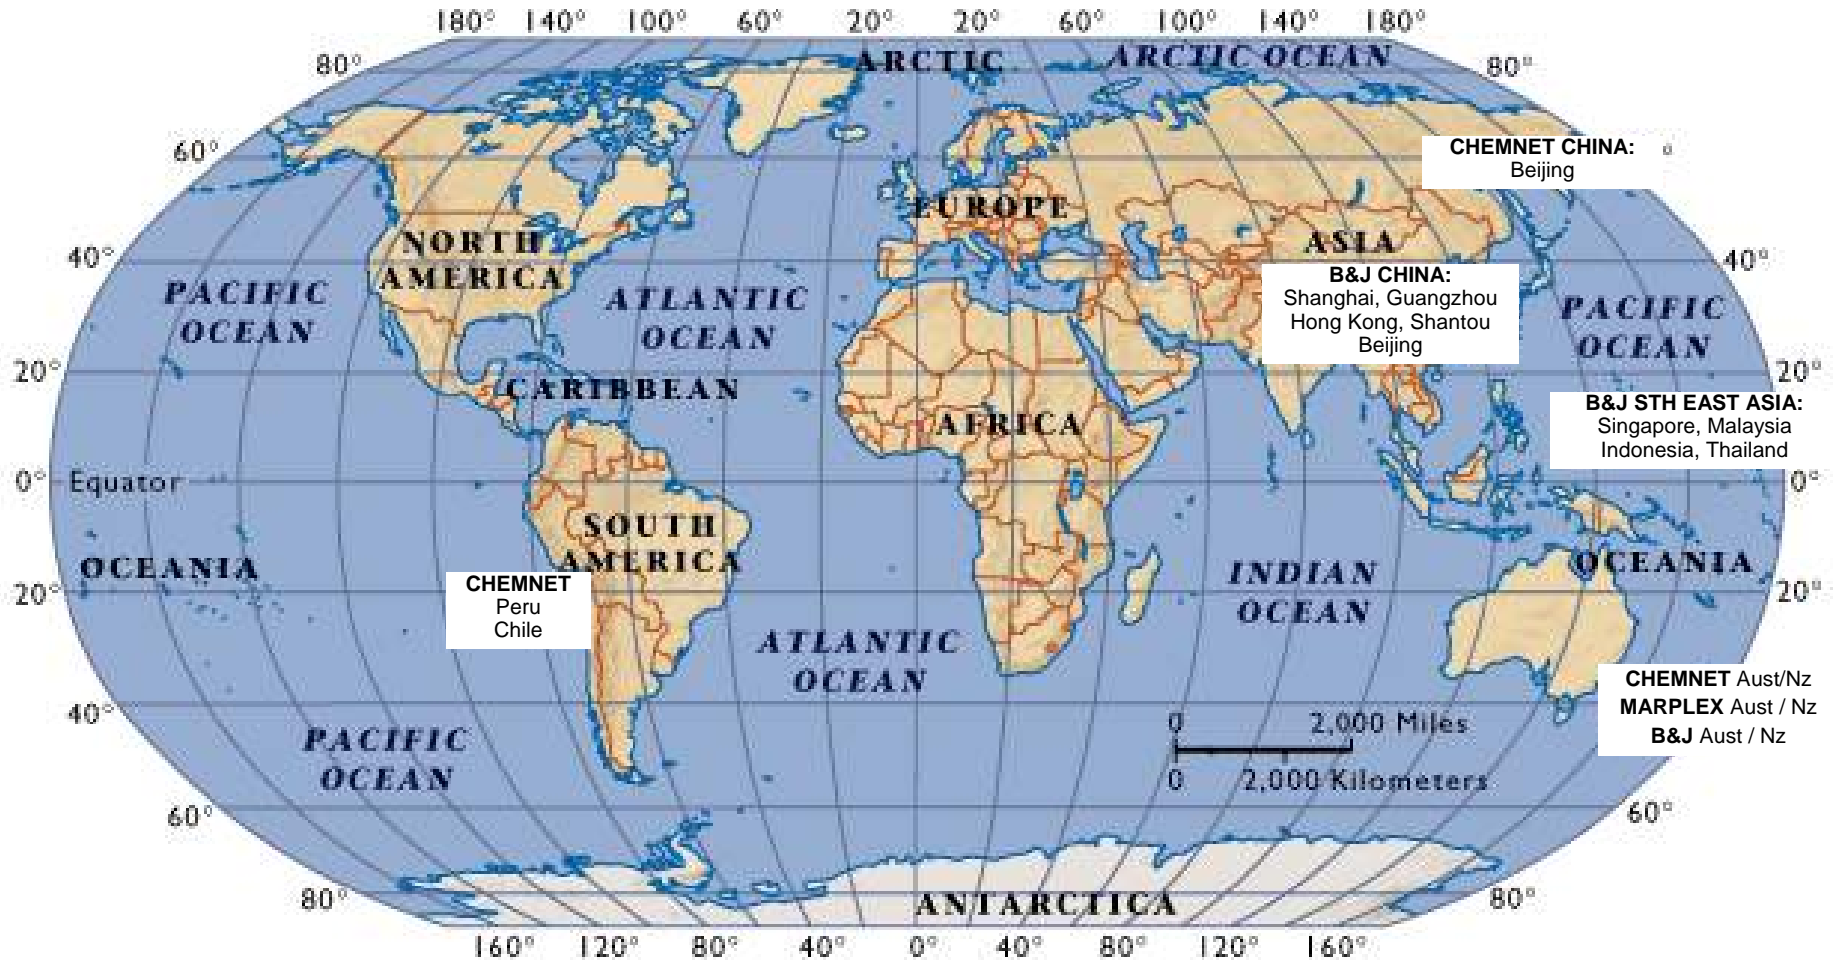 180° 140° 100° 60° 20° 20° 60° 100° 140° 180°
ARCTIC
ARCTIC OCEAN
80°
80°
60°
CHEMNET CHINA:
Beijing
EUROPE
NORTH
AMERICA
ASIA
40°
40°
B&J CHINA:
Shanghai, Guangzhou
Hong Kong, Shantou
Beijing
PACIFIC
OCEAN
ATLANTIC
OCEAN
PACIFIC
OCEAN
20°
20°
CARIBBEAN
AFRICA
B&J STH EAST ASIA:
Singapore, Malaysia
Indonesia, Thailand
0°
Equator
0°
SOUTH
AMERICA
OCEANIA
OCEANIA
CHEMNET
Peru
Chile
INDIAN
OCEAN
20°
20°
ATLANTIC
OCEAN
CHEMNET Aust/Nz
MARPLEX Aust / Nz
B&J Aust / Nz
40°
0 2,000 Miles
0 2,000 Kilometers
PACIFIC
OCEAN
60°
60°
80°
80°
ANTARCTICA
160° 120° 80° 40° 0° 40° 80° 120° 160°